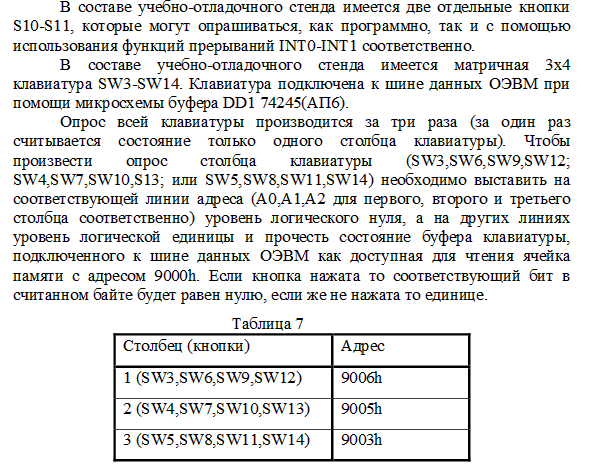 В составе учебно-отладочного стенда имеется две отдельные кнопки
S10-S11, которые могут опрашиваться, как программно, так и с помощью
использования функций прерываний INT0-INT1 соответственно.
В составе учебно-отладочного стенда имеется матричная 3х4
клавиатура SW3-SW14. Клавиатура подключена к шине данных ОЭВМ при
помощи микросхемы буфера DD1 74245(АП6).
Опрос всей клавиатуры производится за три раза (за один раз
считывается состояние только одного столбца клавиатуры). Чтобы
произвести опрос столбца клавиатуры (SW3,SW6,SW9,SW12;
SW4,SW7,SW10,S13; или SW5,SW8,SW11,SW14) необходимо выставить на
соответствующей линии адреса (А0,А1,А2 для первого, второго и третьего
столбца соответственно) уровень логического нуля, а на других линиях
уровень логической единицы и прочесть состояние буфера клавиатуры,
подключенного к шине данных ОЭВМ как доступная для чтения ячейка
памяти с адресом 9000h. Если кнопка нажата то соответствующий бит в
считанном байте будет равен нулю, если же не нажата то единице.
Таблица 7
Столбец (кнопки) Адрес
1 (SW3,SW6,SW9,SW12) 9006h
2 (SW4,SW7,SW10,SW13) 9005h
3 (SW5,SW8,SW11,SW14) 9003h